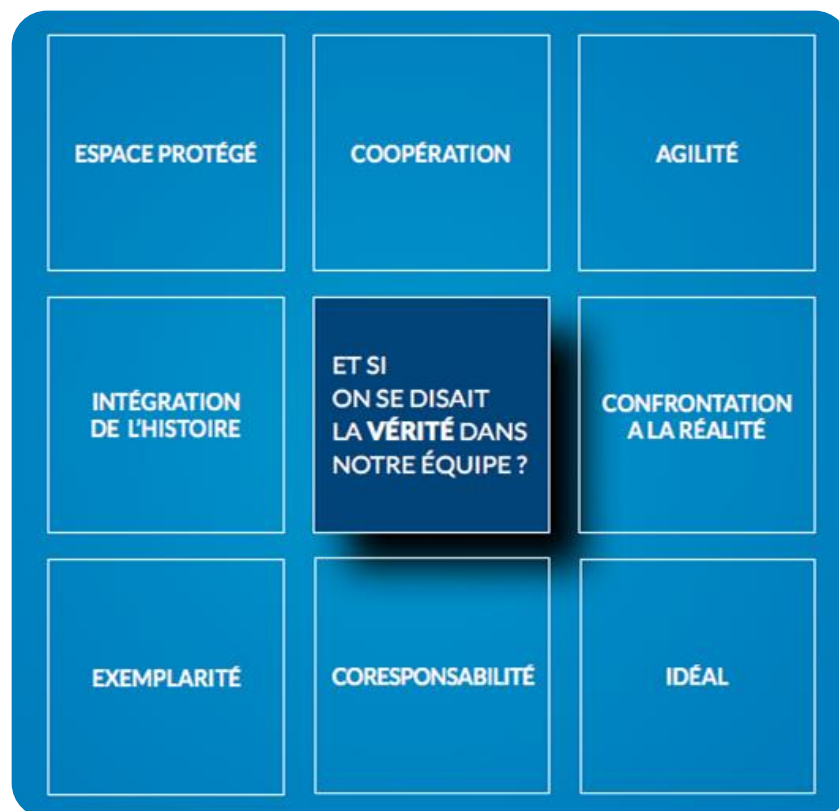 ESPACE PROTÉGÉ
COOPÉRATION
AGILITÉ
INTÉGRATION
DE L'HISTOIRE
ET SI
ON SE DISAIT
LA VÉRITÉ DANS
NOTRE ÉQUIPE ?
CONFRONTATION
A LA RÉALITÉ
EXEMPLARITÉ
CORESPONSABILITÉ
IDÉAL